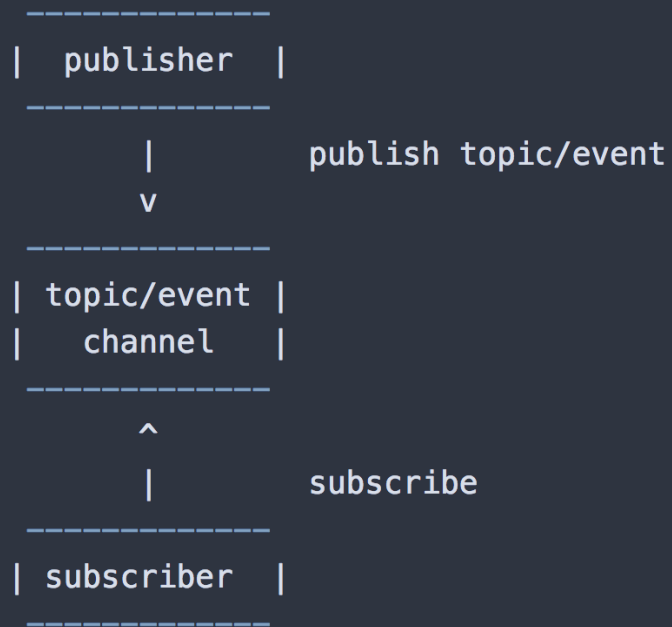 -------------
|  publisher  |
-------------
|        publish topic/event
v
-------------
| topic/event |
|   channel   |
-------------
^
|        subscribe
-------------
| subscriber  |
-------------